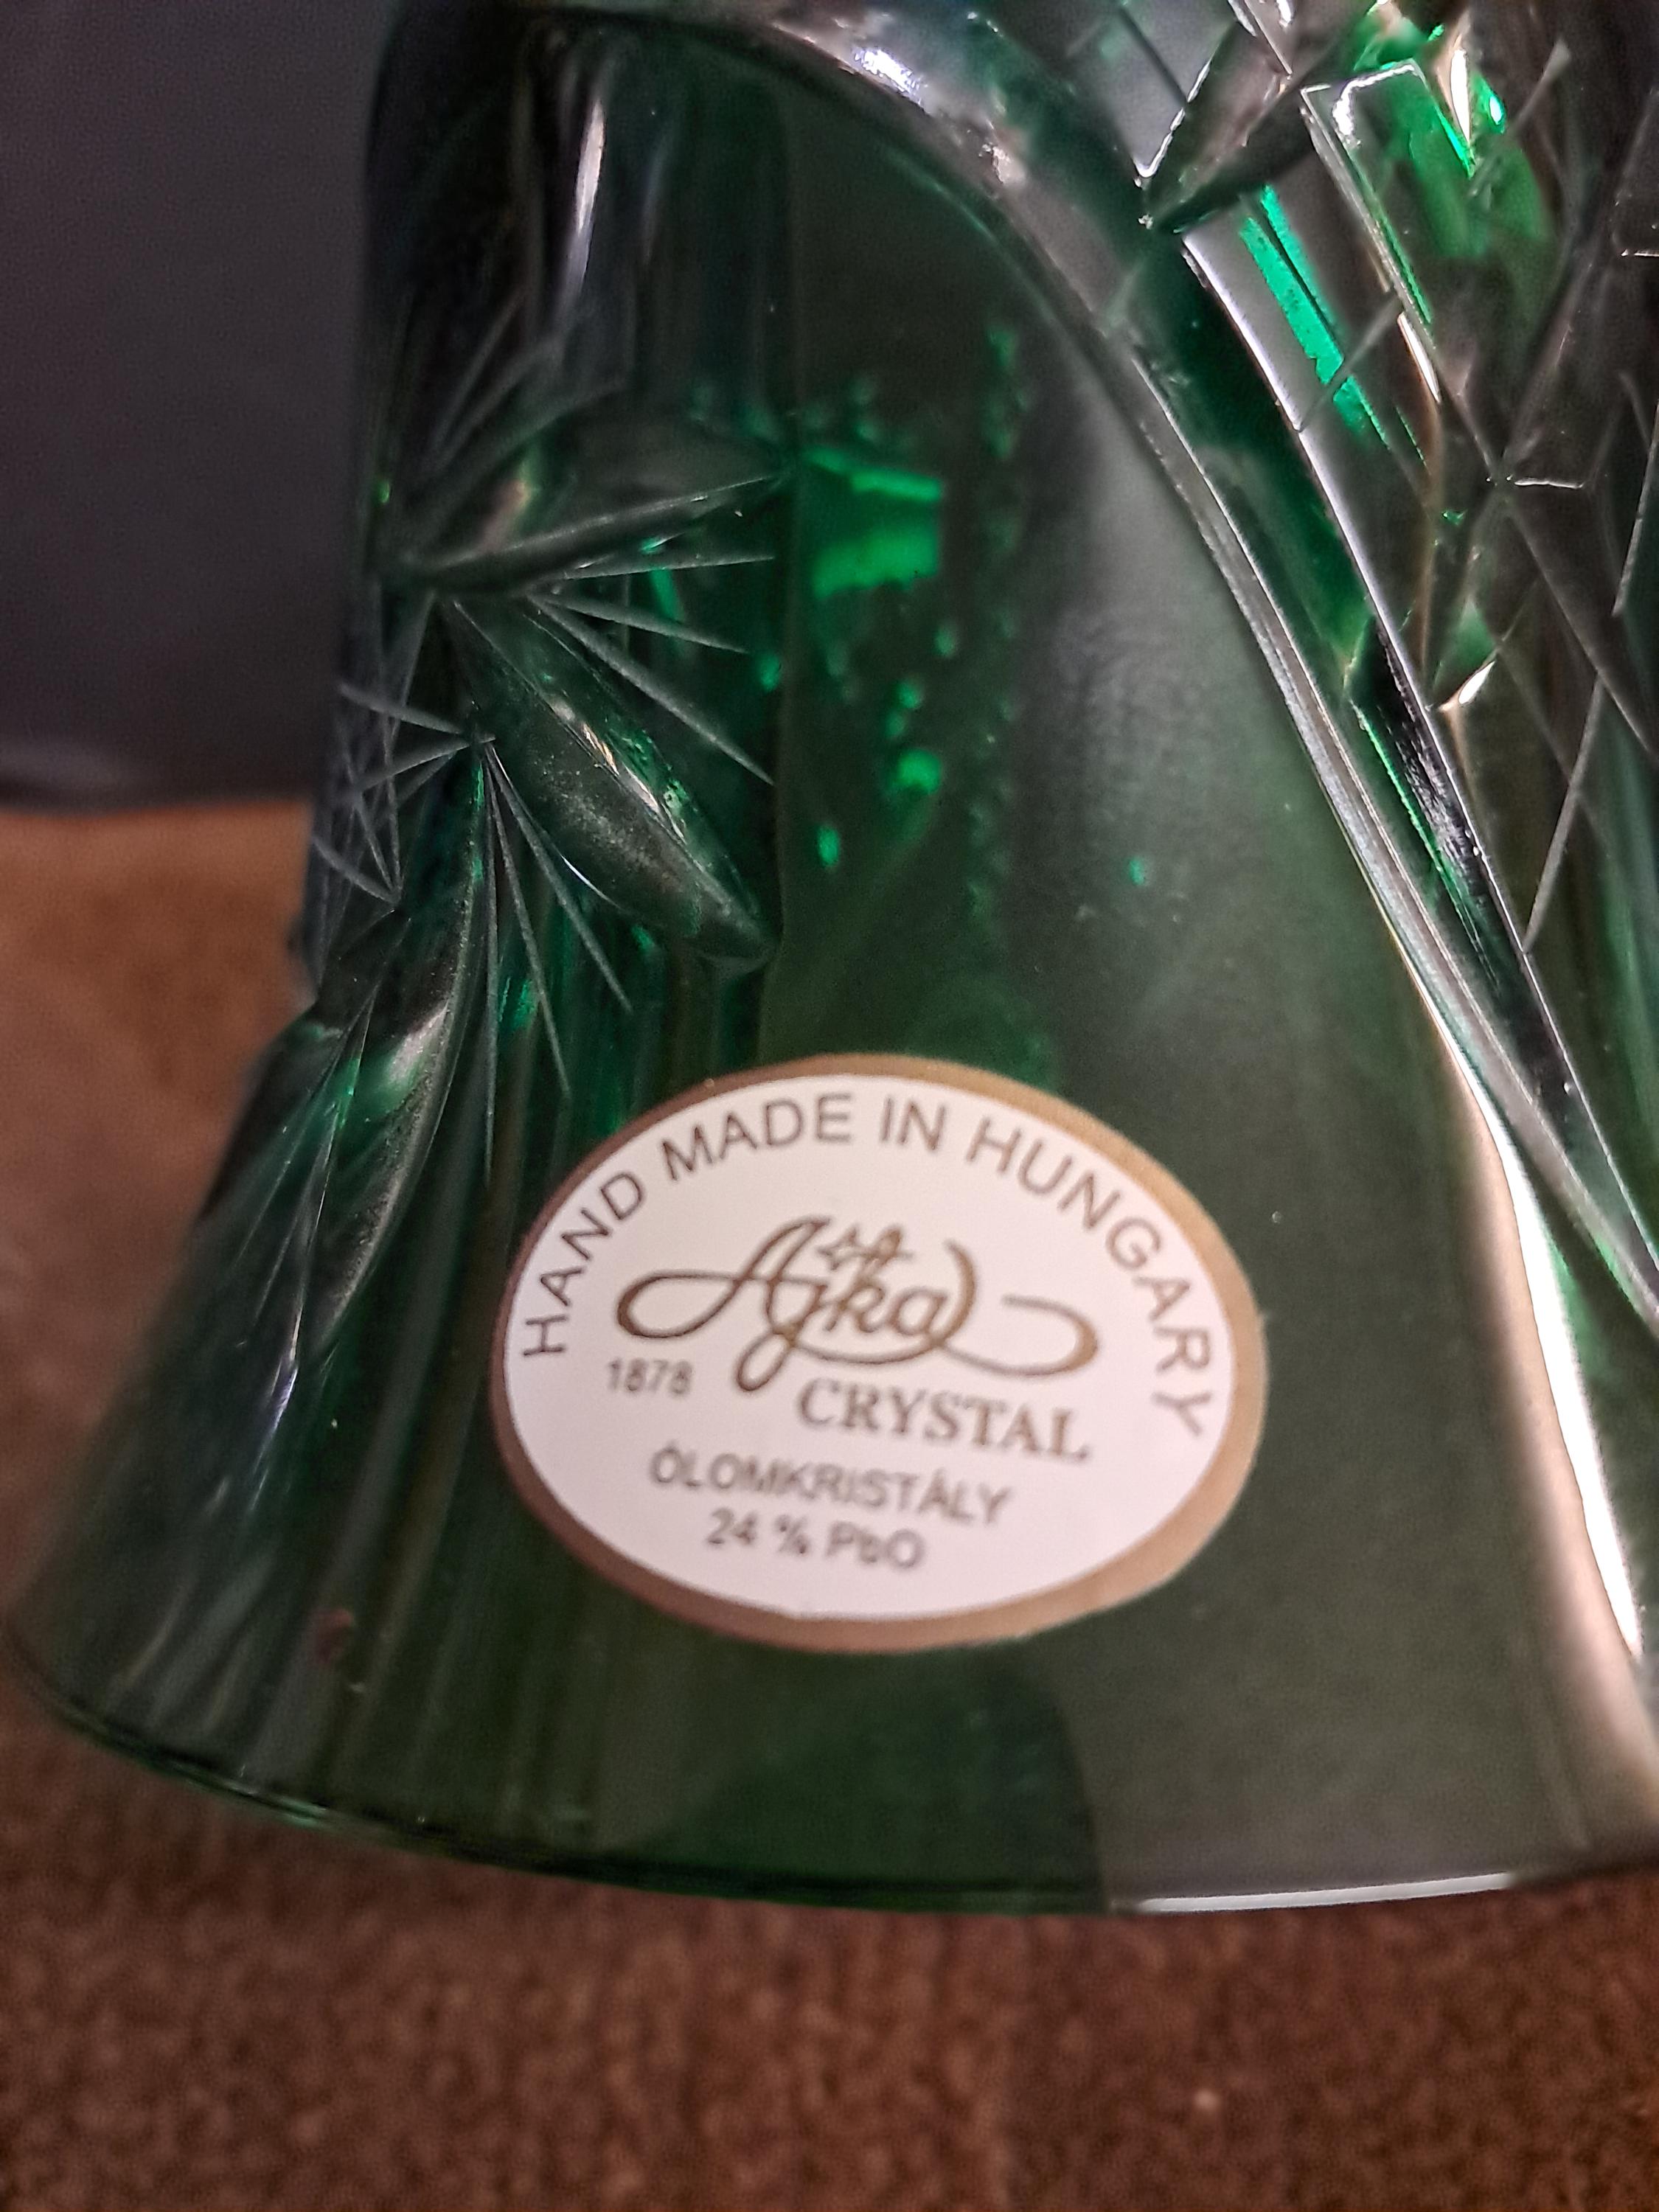 HAND MADE IN HUNGARY
Ajka
1878
CRYSTAL
ÓLOMKRISTÁLY
24 % PbO